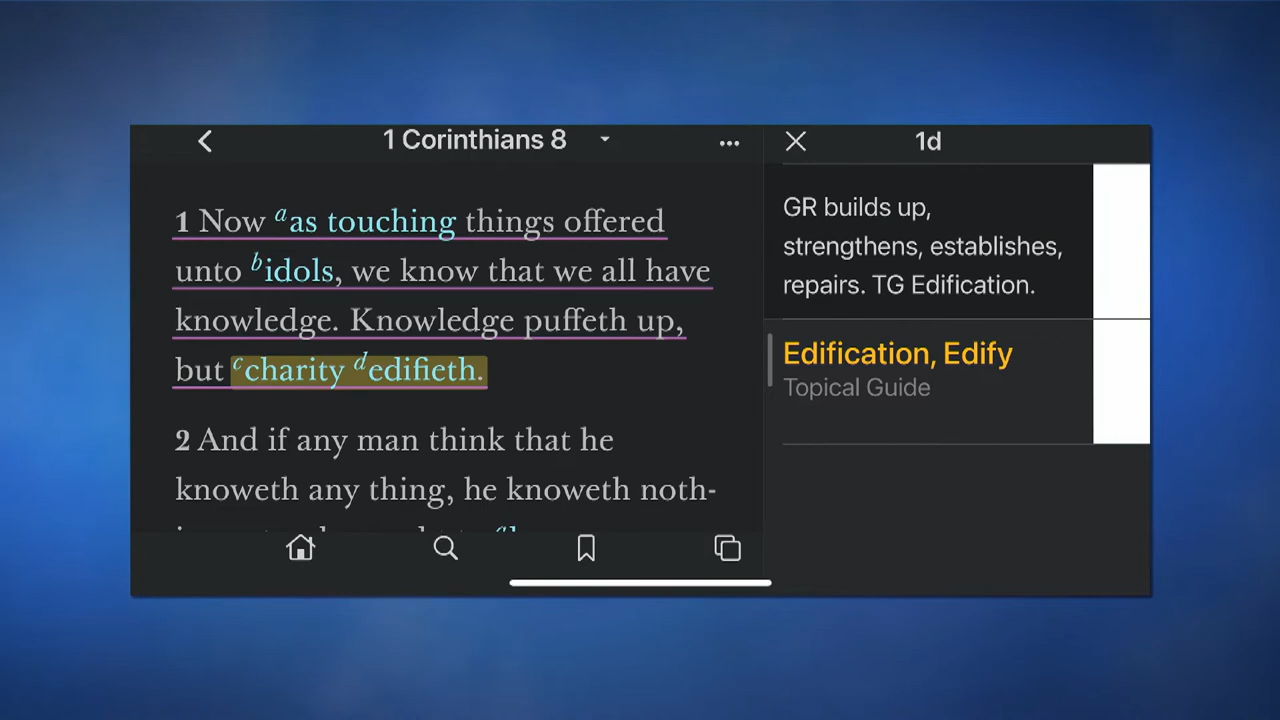 1 Corinthians 8
1 Now a as touching things offered
unto b idols, we know that we all have
knowledge. Knowledge puffeth up,
but c charity d edifieth.
2 And if any man think that he
knoweth any thing, he knoweth noth-
1d
GR builds up,
strengthens, establishes,
repairs. TG Edification.
Edification, Edify
Topical Guide